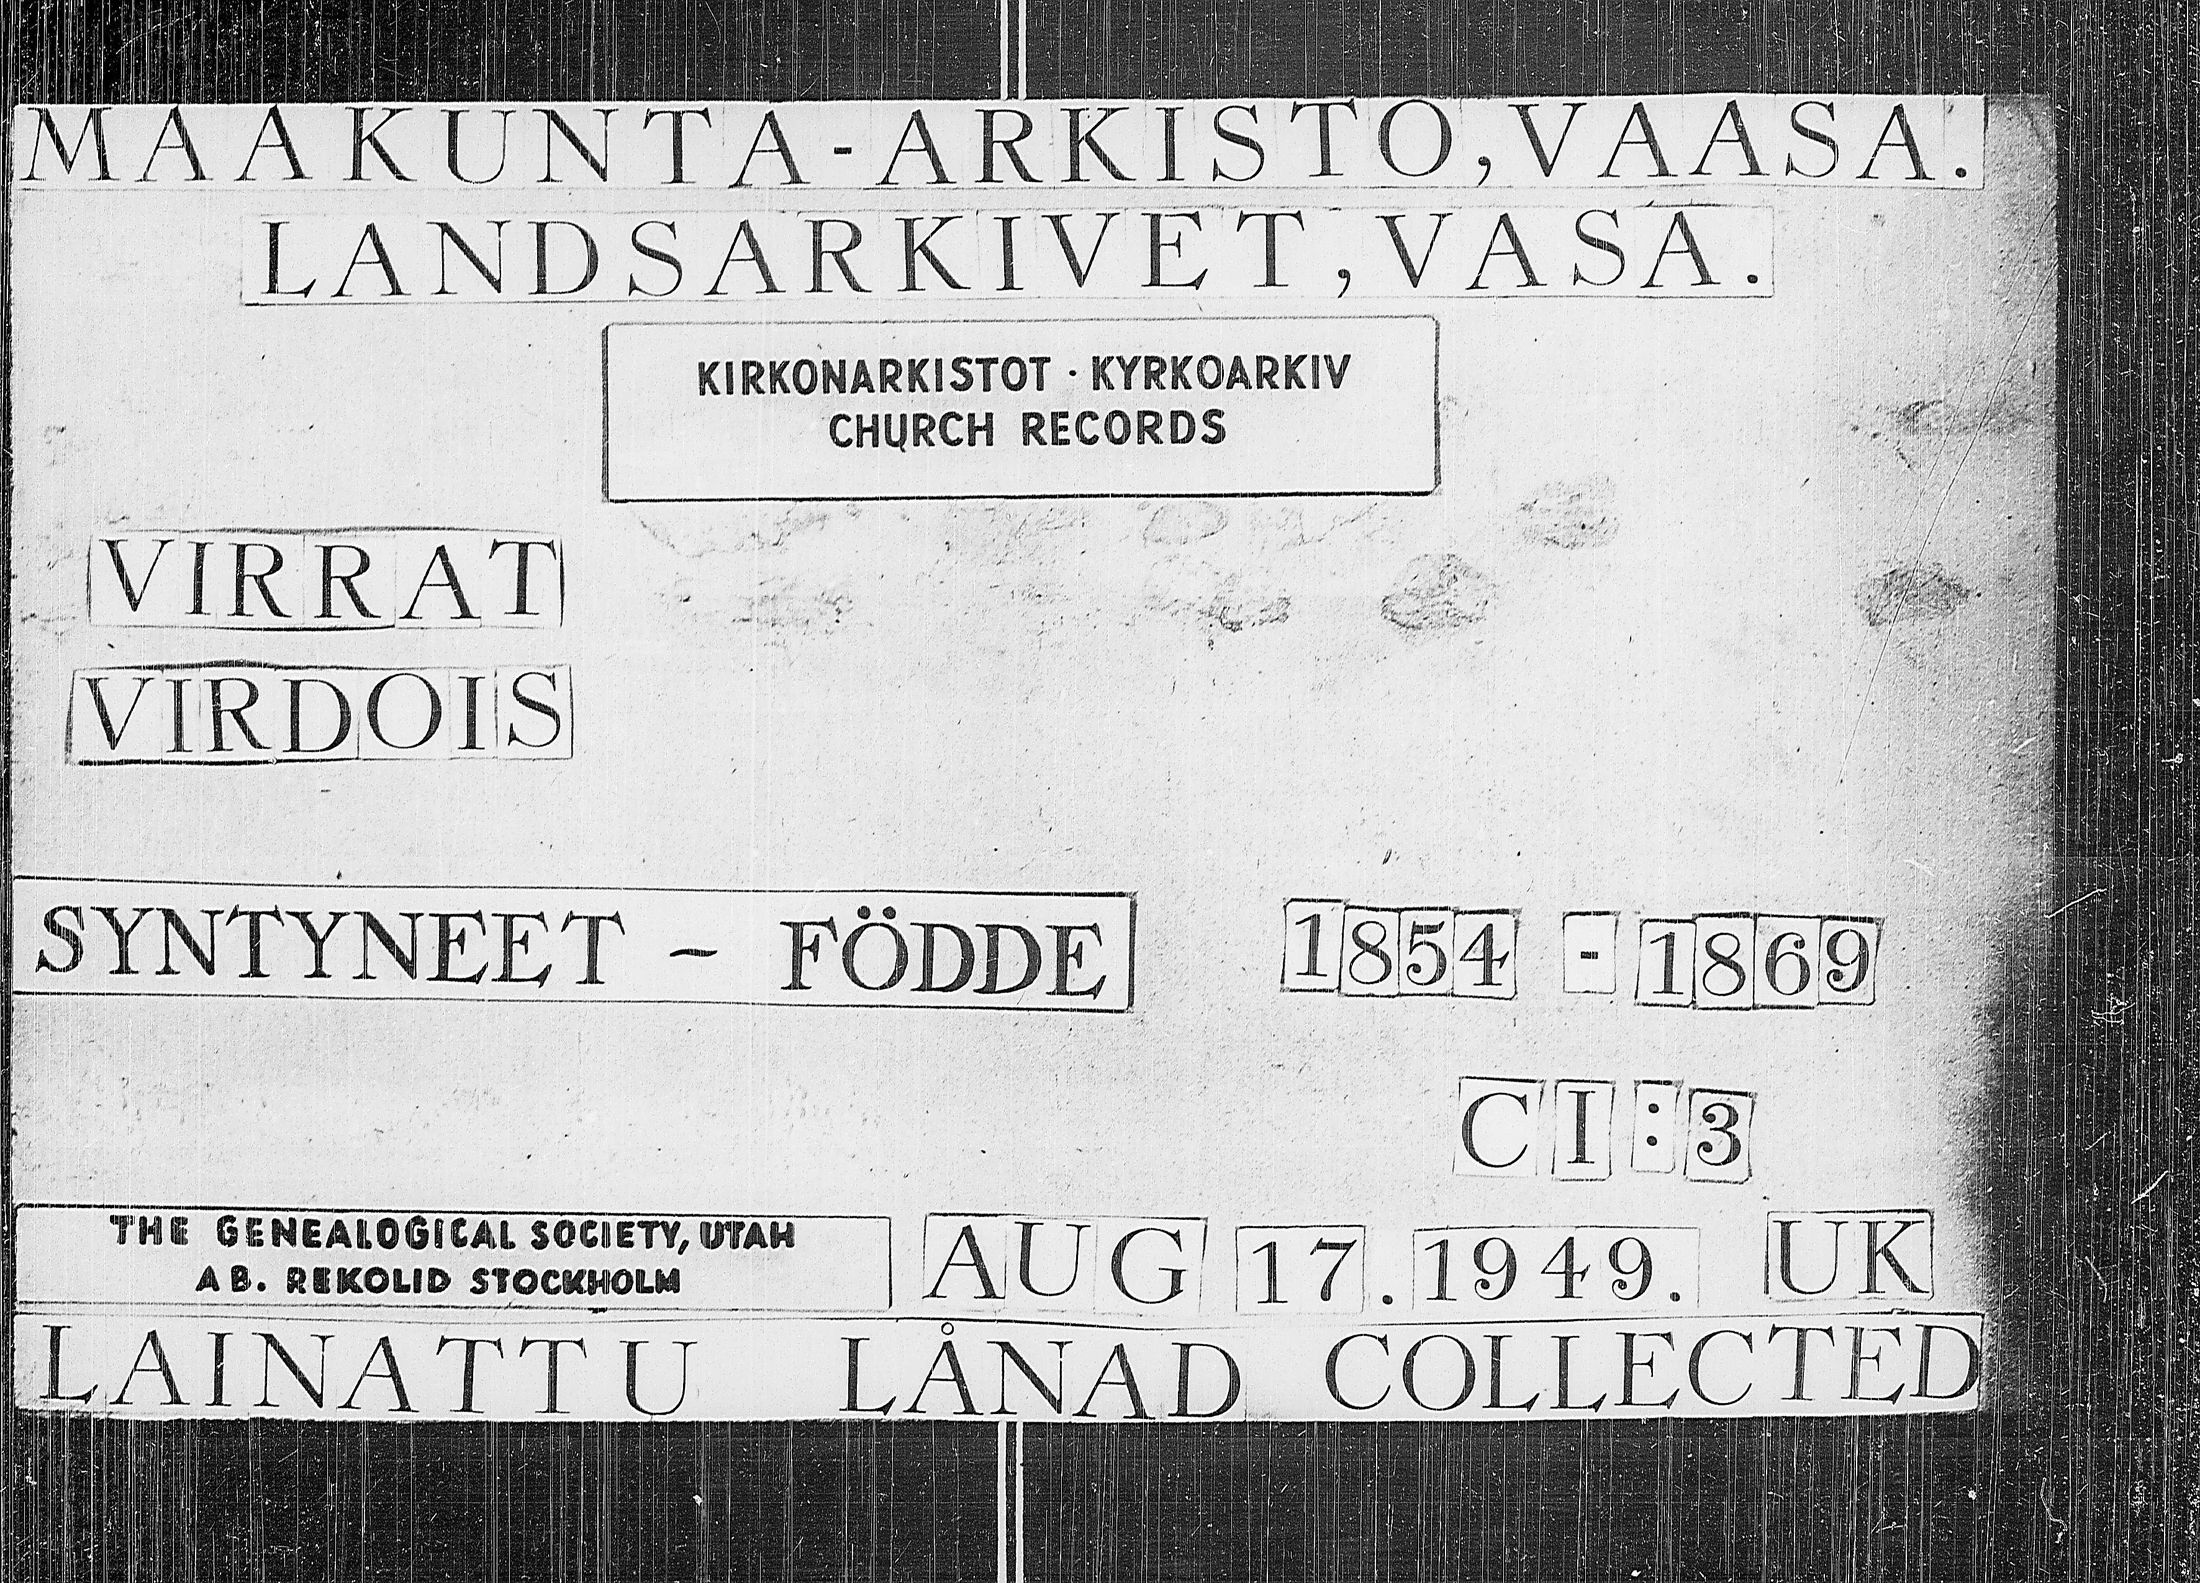 MAAKUNTA-ARKISTO, VAASA.
LANDSARKIVET, VASA.
KIRKONARKISTOT · KYRKOARKIV
CHURCH RECORDS
VIRRAT
VIRDOIS
SYNTYNEET - FÖDDE 1854 - 1869
CI:3
THE GENEALOGICAL SOCIETY, UTAH
AB. REKOLID STOCKHOLM
AUG 17. 1949. UK
LAINATTU LÅNAD COLLECTED